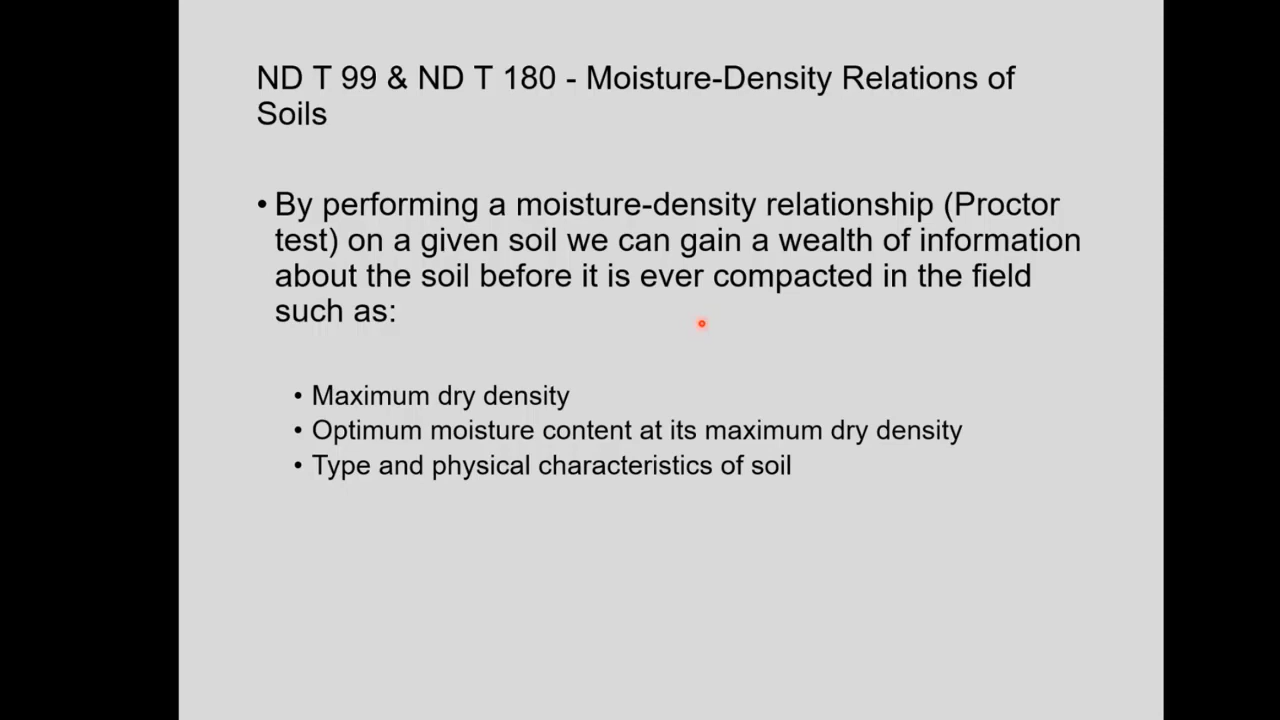 ND T 99 & ND T 180 - Moisture-Density Relations of
Soils
• By performing a moisture-density relationship (Proctor
test) on a given soil we can gain a wealth of information
about the soil before it is ever compacted in the field
such as:
• Maximum dry density
• Optimum moisture content at its maximum dry density
• Type and physical characteristics of soil